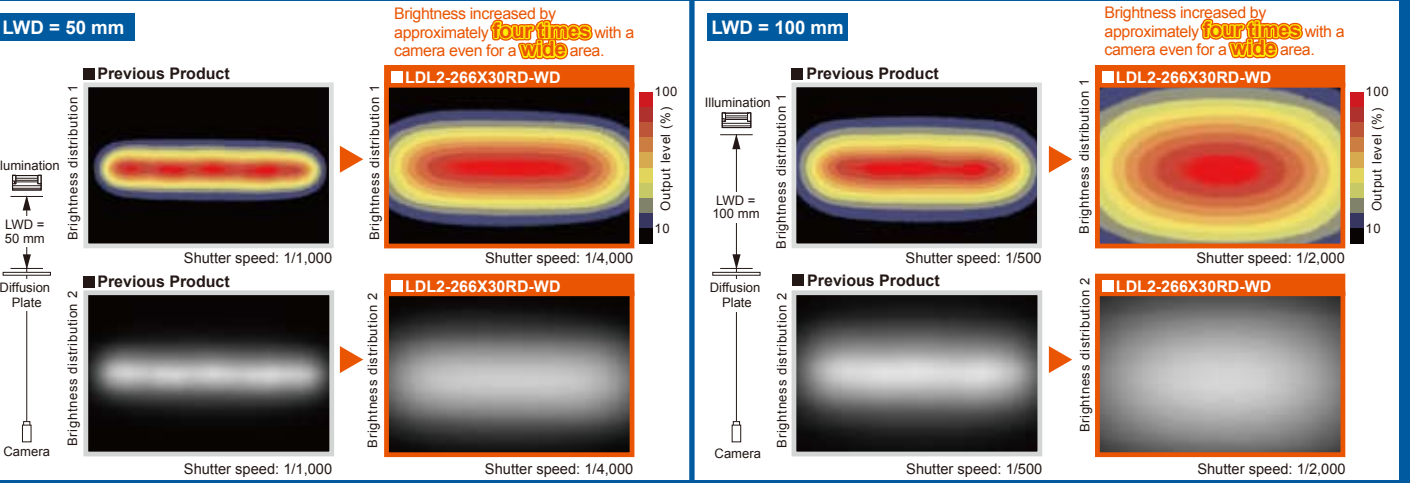 LWD = 50 mm
Brightness increased by
approximately four times with a
camera even for a wide area.
■Previous Product
■LDL2-266X30RD-WD
Brightness distribution 1
Brightness distribution 1
100
Output level (%)
10
lumination
LWD =
50 mm
Shutter speed: 1/1,000
Shutter speed: 1/4,000
Diffusion
Plate
Camera
■Previous Product
■LDL2-266X30RD-WD
Brightness distribution 2
Brightness distribution 2
Shutter speed: 1/1,000
Shutter speed: 1/4,000
LWD = 100 mm
Brightness increased by
approximately four times with a
camera even for a wide area.
■Previous Product
■LDL2-266X30RD-WD
Brightness distribution 1
Brightness distribution 1
100
Output level (%)
10
Illumination
LWD =
100 mm
Shutter speed: 1/500
Shutter speed: 1/2,000
Diffusion
Plate
Camera
■Previous Product
■LDL2-266X30RD-WD
Brightness distribution 2
Brightness distribution 2
Shutter speed: 1/500
Shutter speed: 1/2,000